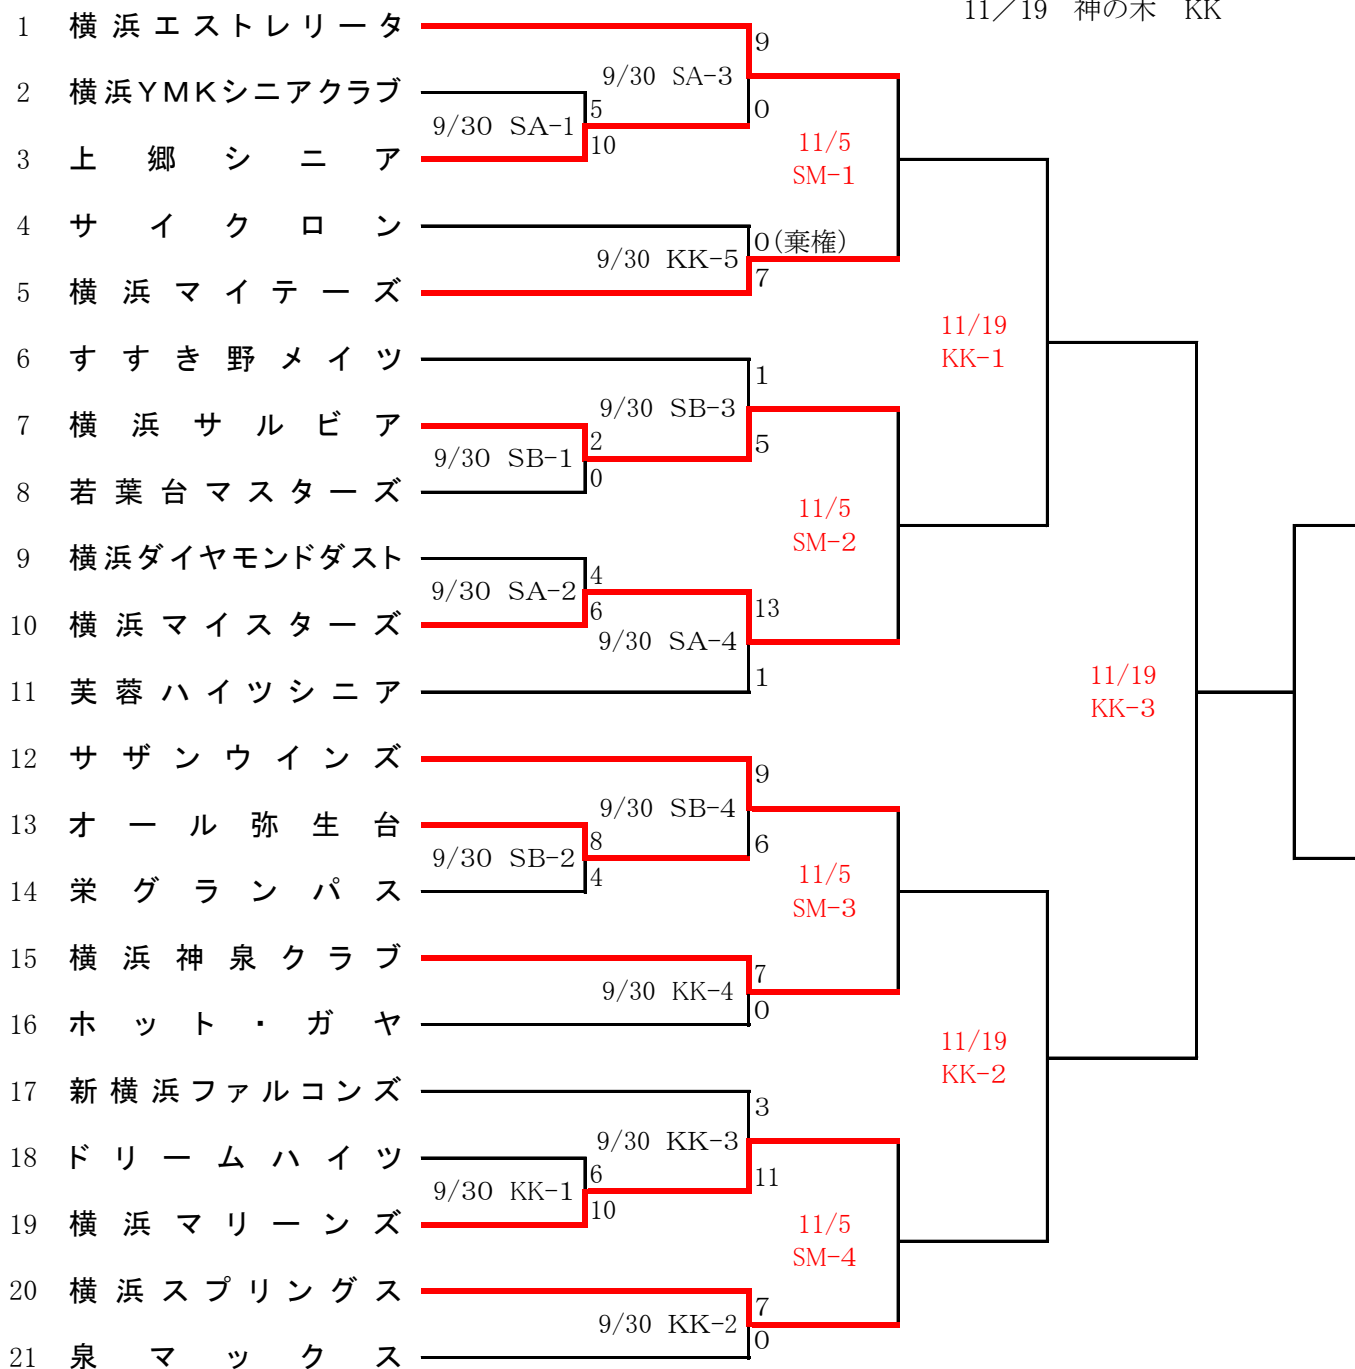 11／19　神の木　KK
1 横浜エストレリータ
9
9/30 SA-3
2 横浜YMKシニアクラブ
5
0
9/30 SA-1
10
3 上郷シニア
11/5
SM-1
4 サイクロン
0(棄権)
9/30 KK-5
7
5 横浜マイテーズ
11/19
KK-1
6 すすき野メイツ
1
9/30 SB-3
7 横浜サルビア
2
5
9/30 SB-1
0
8 若葉台マスターズ
11/5
SM-2
9 横浜ダイヤモンドダスト
4
9/30 SA-2
6
13
10 横浜マイスターズ
9/30 SA-4
1
11 芙蓉ハイツシニア
11/19
KK-3
12 サザンウインズ
9
9/30 SB-4
13 オール弥生台
8
6
9/30 SB-2
4
14 栄グランパス
11/5
SM-3
15 横浜神泉クラブ
7
9/30 KK-4
0
16 ホット・ガヤ
11/19
KK-2
17 新横浜ファルコンズ
3
9/30 KK-3
18 ドリームハイツ
6
11
9/30 KK-1
10
19 横浜マリーンズ
11/5
SM-4
20 横浜スプリングス
7
9/30 KK-2
0
21 泉マックス